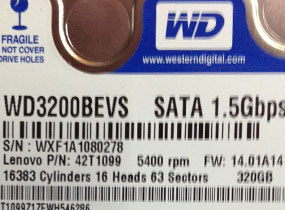 FRAGILE
DO NOT COVER
DRIVE HOLES
WD
www.westerndigital.com
WD3200BEVS SATA 1.5Gbps
S/N : WXF1A1080278
Lenovo P/N: 42T1099 5400 rpm FW: 14.01A14
16383 Cylinders 16 Heads 63 Sectors 320GB